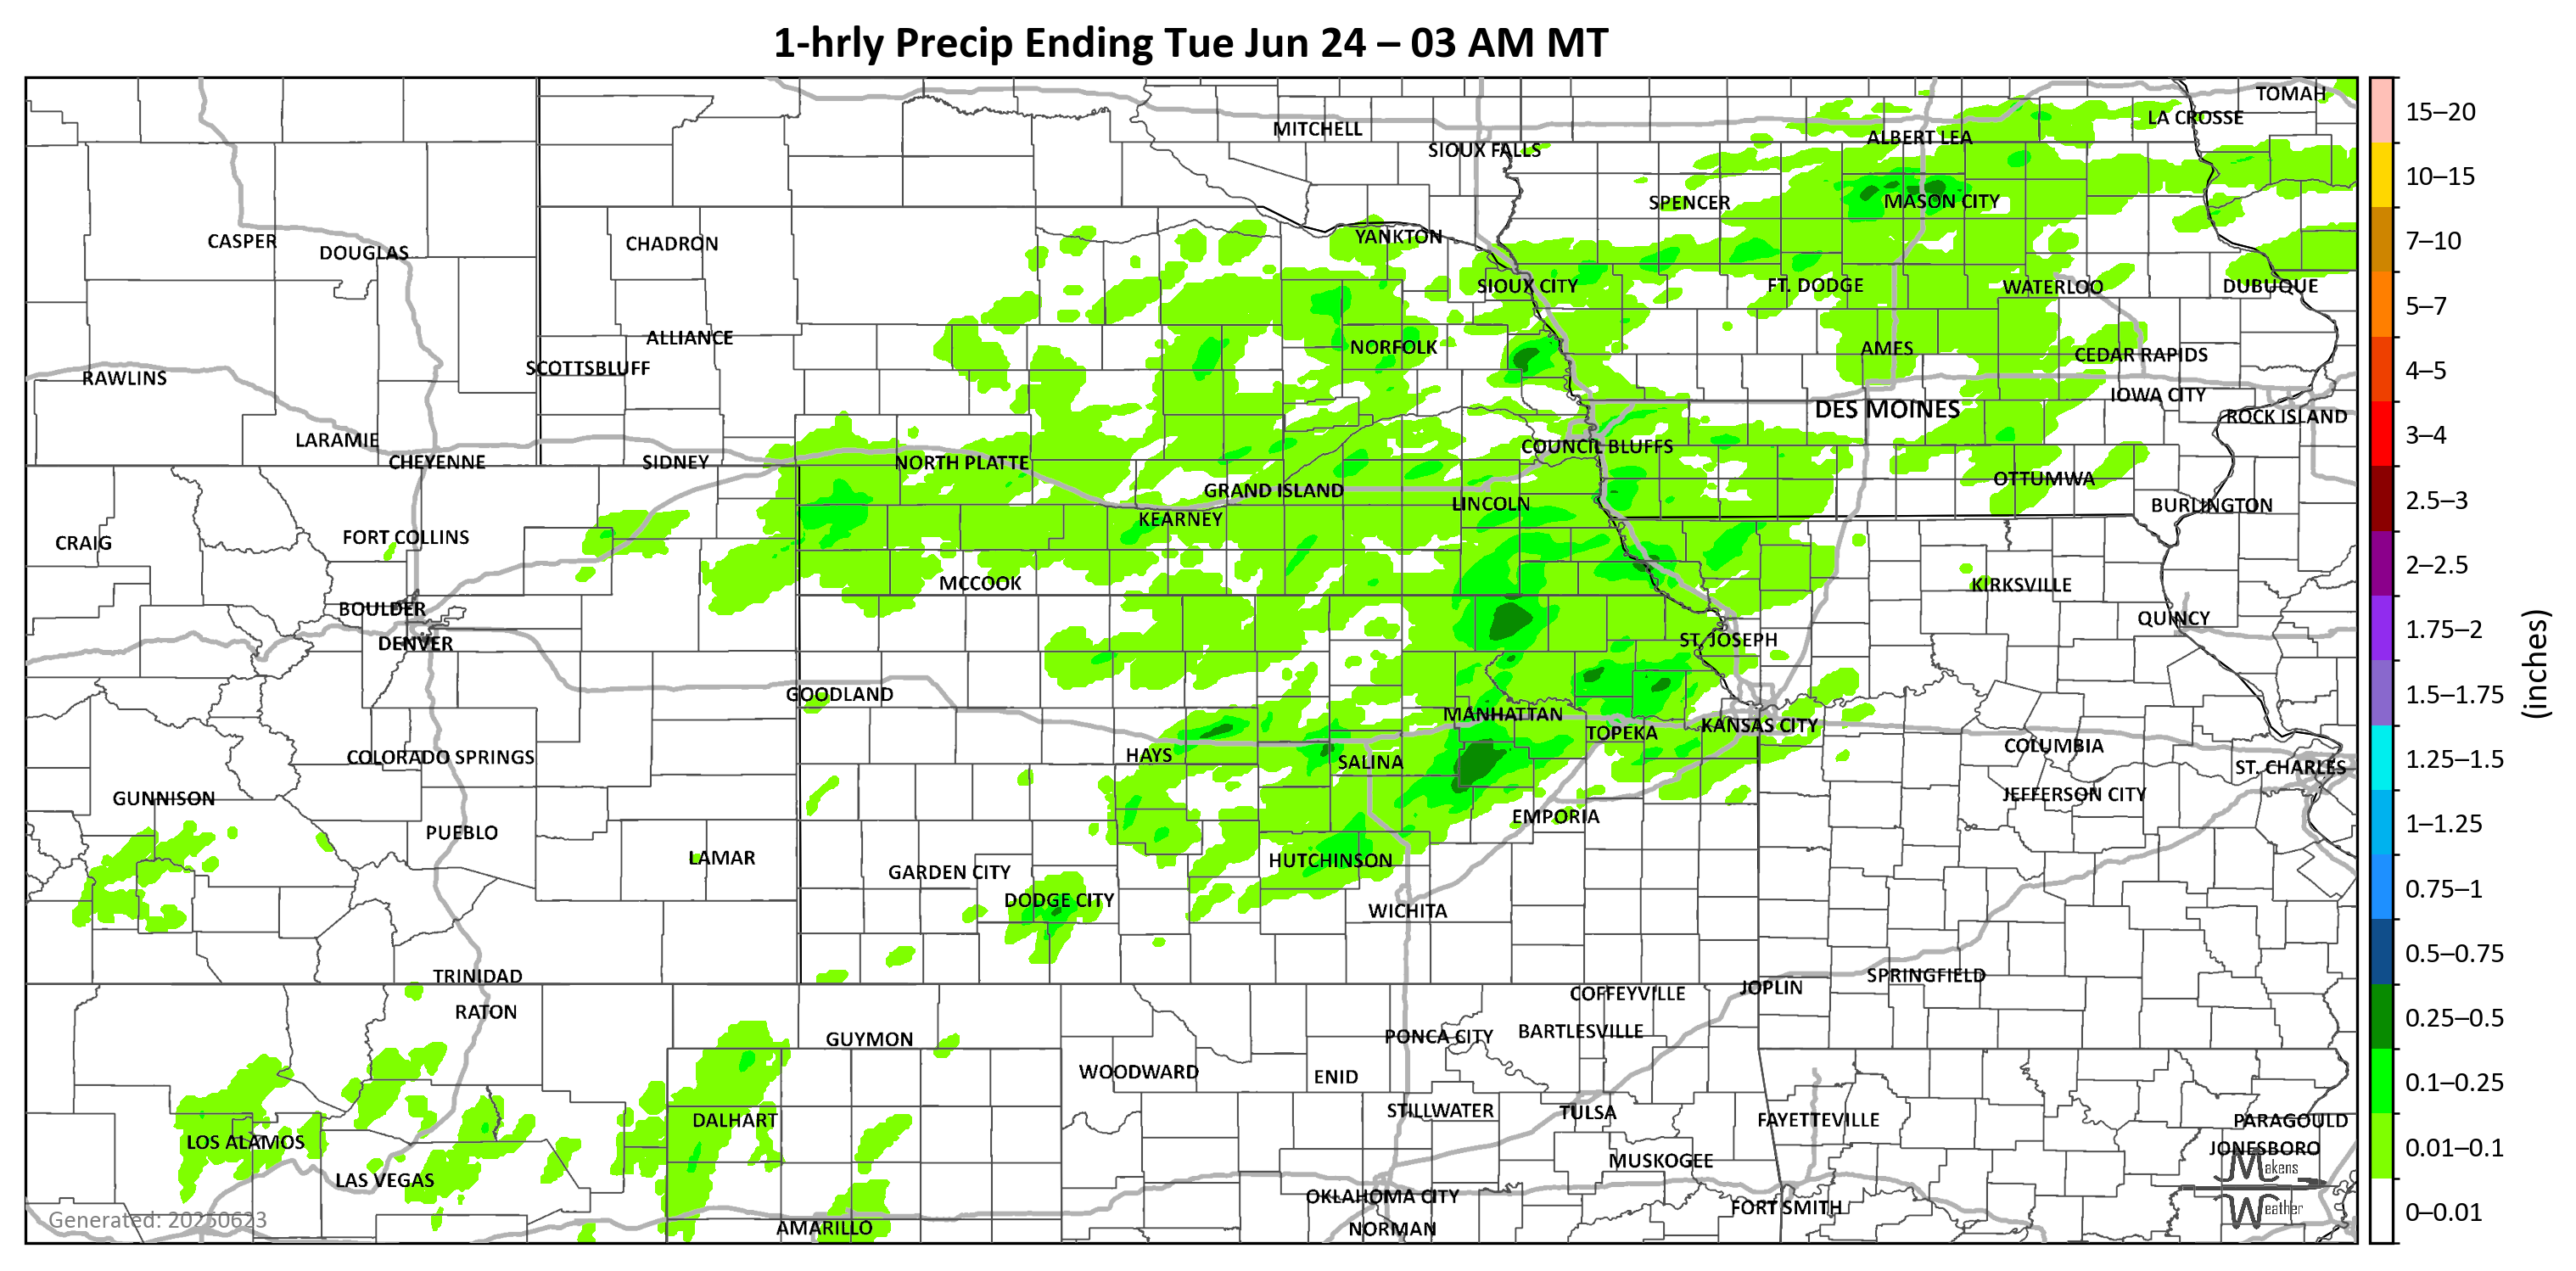 1-hrly Precip Ending Tue Jun 24 – 03 AM MT
TOMAH
LA CROSSE
MITCHELL
ALBERT LEA
SIOUX FALLS
SPENCER
MASON CITY
CASPER
DOUGLAS
CHADRON
YANKTON
SIOUX CITY
FT. DODGE
WATERLOO
DUBUQUE
ALLIANCE
NORFOLK
AMES
CEDAR RAPIDS
SCOTTSBLUFF
RAWLINS
IOWA CITY
DES MOINES
ROCK ISLAND
LARAMIE
COUNCIL BLUFFS
CHEYENNE
SIDNEY
NORTH PLATTE
GRAND ISLAND
LINCOLN
OTTUMWA
BURLINGTON
KEARNEY
CRAIG
FORT COLLINS
MCCOOK
KIRKSVILLE
BOULDER
QUINCY
DENVER
ST. JOSEPH
GOODLAND
MANHATTAN
TOPEKA
KANSAS CITY
COLORADO SPRINGS
HAYS
SALINA
COLUMBIA
ST. CHARLES
GUNNISON
JEFFERSON CITY
PUEBLO
EMPORIA
LAMAR
GARDEN CITY
HUTCHINSON
DODGE CITY
WICHITA
TRINIDAD
SPRINGFIELD
RATON
COFFEYVILLE
JOPLIN
GUYMON
PONCA CITY
BARTLESVILLE
WOODWARD
ENID
DALHART
STILLWATER
TULSA
FAYETTEVILLE
PARAGOULD
LOS ALAMOS
JONESBORO
LAS VEGAS
MUSKOGEE
OKLAHOMA CITY
FORT SMITH
AMARILLO
NORMAN
Makens
Weather
Generated: 20250623
15–20
10–15
7–10
5–7
4–5
3–4
2.5–3
2–2.5
1.75–2
1.5–1.75
1.25–1.5
1–1.25
0.75–1
0.5–0.75
0.25–0.5
0.1–0.25
0.01–0.1
0–0.01
(inches)